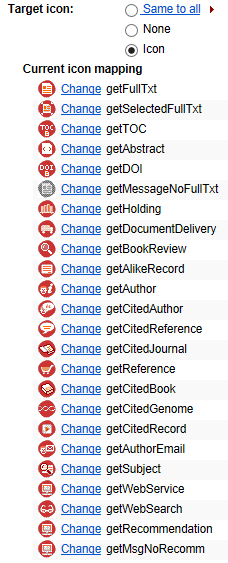 Target icon: Same to all
None
Icon
Current icon mapping
Change getFullTxt
Change getSelectedFullTxt
TOC B Change getTOC
Change getAbstract
DOI B Change getDOI
Change getMessageNoFullTxt
Change getHolding
Change getDocumentDelivery
Change getBookReview
Change getAlikeRecord
Change getAuthor
Change getCitedAuthor
Change getCitedReference
Change getCitedJournal
Change getReference
Change getCitedBook
Change getCitedGenome
Change getCitedRecord
Change getAuthorEmail
Change getSubject
Change getWebService
Change getWebSearch
Change getRecommendation
Change getMsgNoRecomm